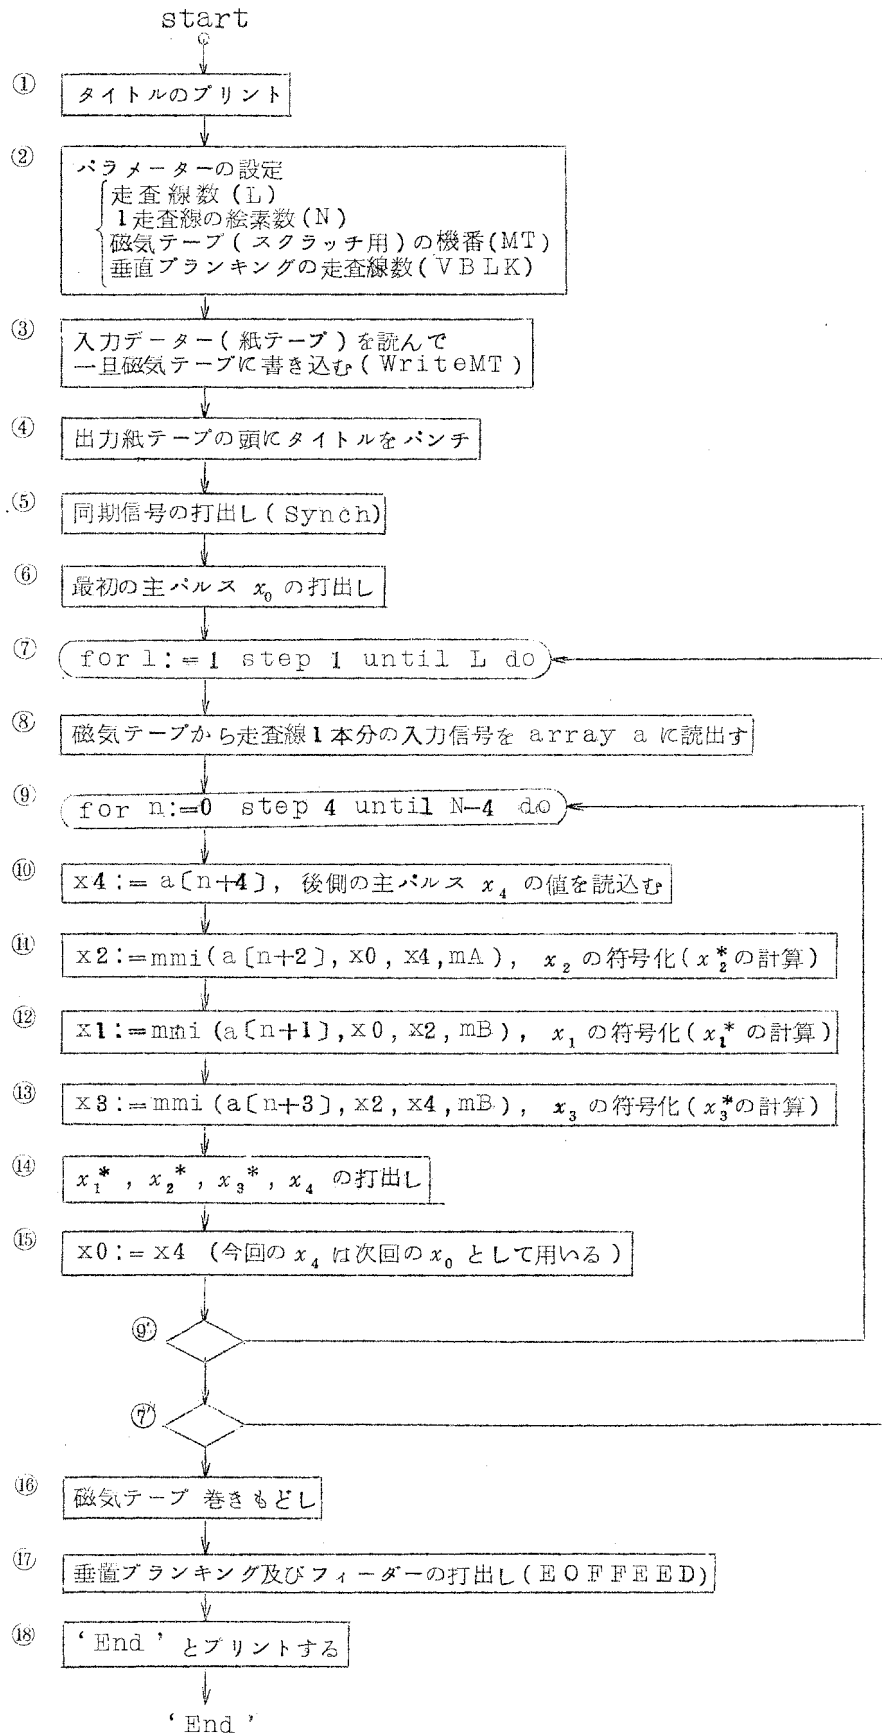 start
① タイトルのプリント
② パラメーターの設定
走査線数(L)
1走査線の絵素数(N)
磁気テープ(スクラッチ用)の機番(MT)
垂直ブランキングの走査線数(VBLK)
③ 入力データー(紙テープ)を読んで
一旦磁気テープに書き込む(WriteMT)
④ 出力紙テープの頭にタイトルをパンチ
⑤ 同期信号の打出し(Synch)
⑥ 最初の主パルス x₀ の打出し
⑦ for l:=1 step 1 until L do
⑧ 磁気テープから走査線1本分の入力信号を array a に読出す
⑨ for n:=0 step 4 until N-4 do
⑩ x4:= a〔n+4〕, 後側の主パルス x₄ の値を読込む
⑪ x2:=mmi(a〔n+2〕,x0,x4,mA), x₂ の符号化(x₂*の計算)
⑫ x1:=mmi(a〔n+1〕,x0,x2,mB), x₁ の符号化(x₁* の計算)
⑬ x3:=mmi(a〔n+3〕,x2,x4,mB), x₃ の符号化(x₃*の計算)
⑭ x₁*, x₂*, x₃*, x₄ の打出し
⑮ x0:=x4 (今回の x₄ は次回の x₀ として用いる)
⑨'
⑦'
⑯ 磁気テープ 巻きもどし
⑰ 垂置ブランキング及びフィーダーの打出し(EOFFEED)
⑱ 'End' とプリントする
'End'